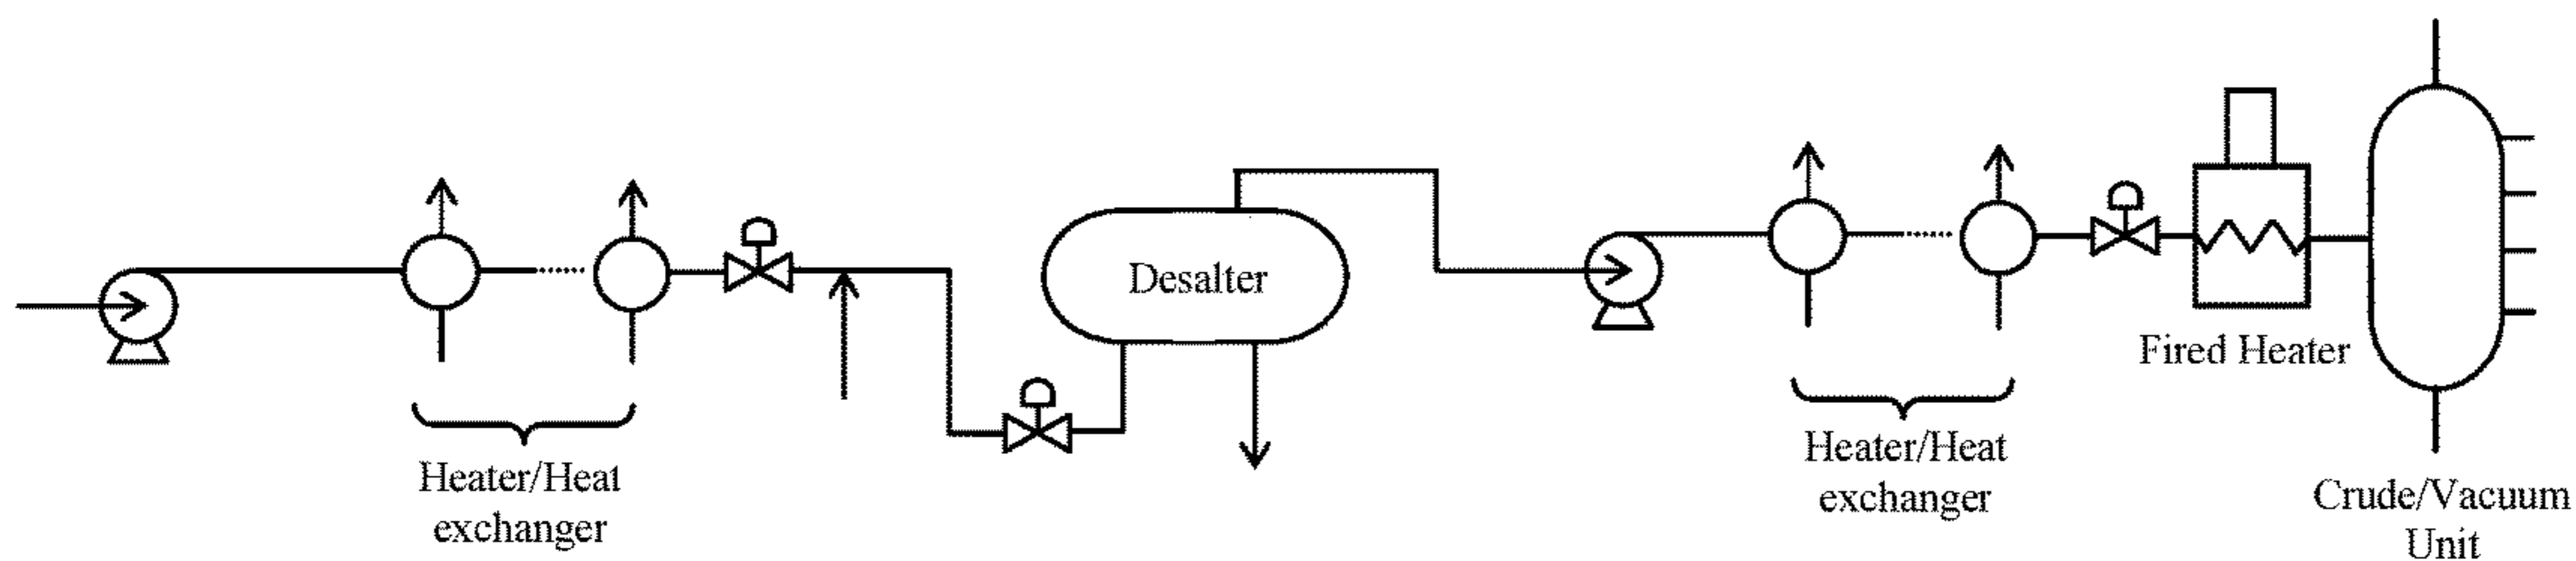 Desalter
Heater/Heat
exchanger
Heater/Heat
exchanger
Fired Heater
Crude/Vacuum
Unit